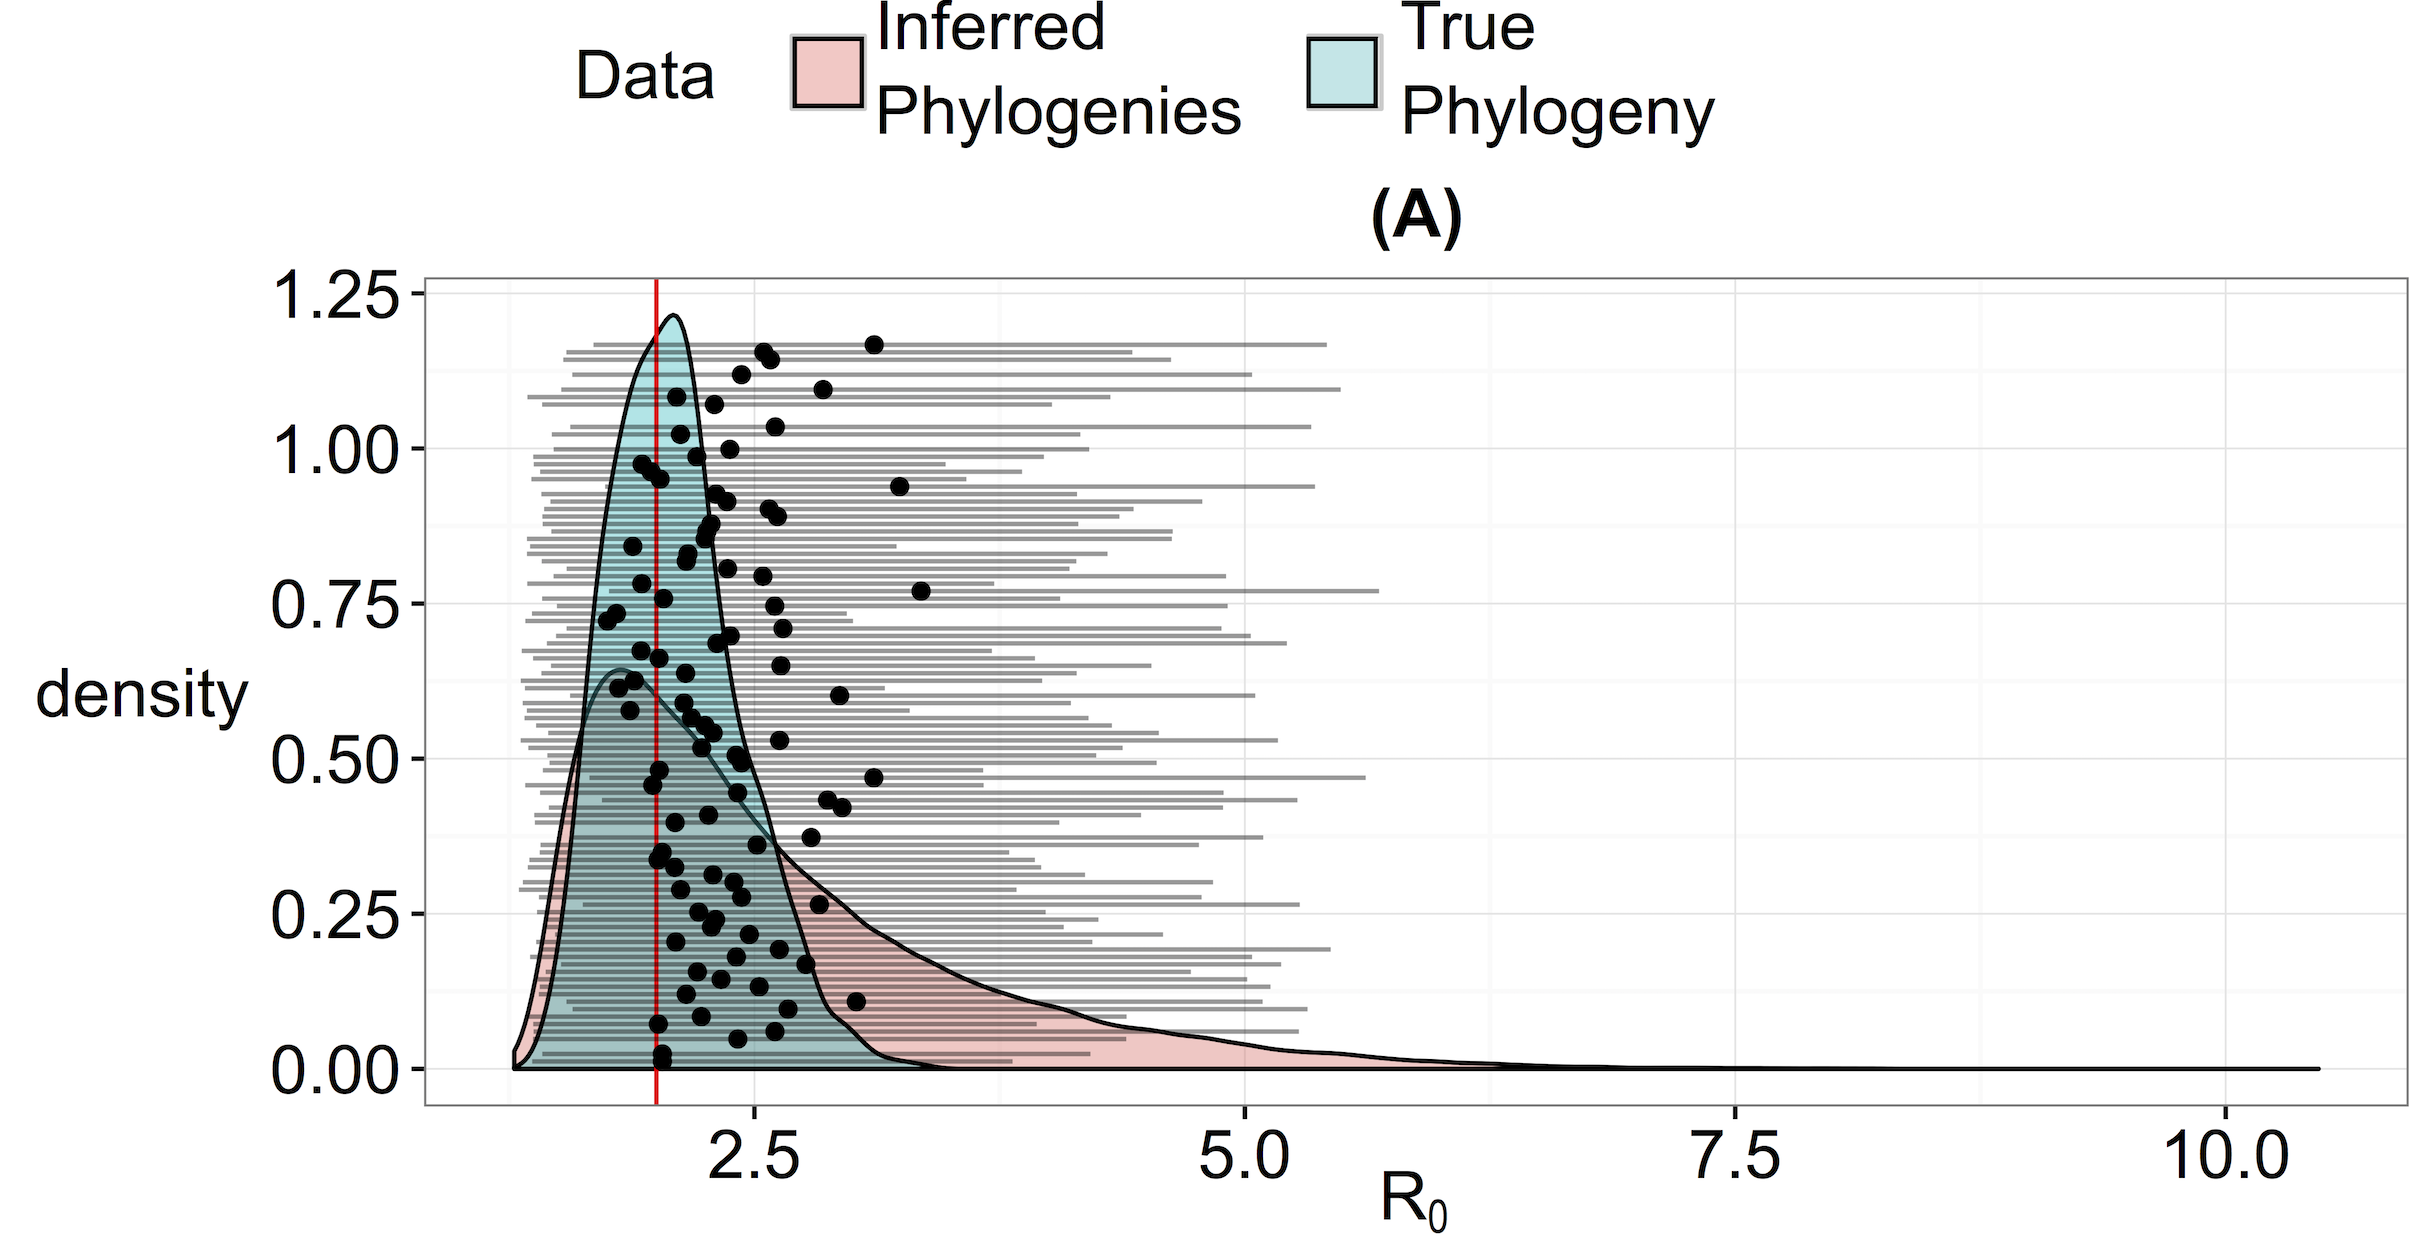 Data
Inferred
Phylogenies
True
Phylogeny
(A)
1.25
1.00
0.75
0.50
0.25
0.00
density
2.5 5.0 7.5 10.0
R₀